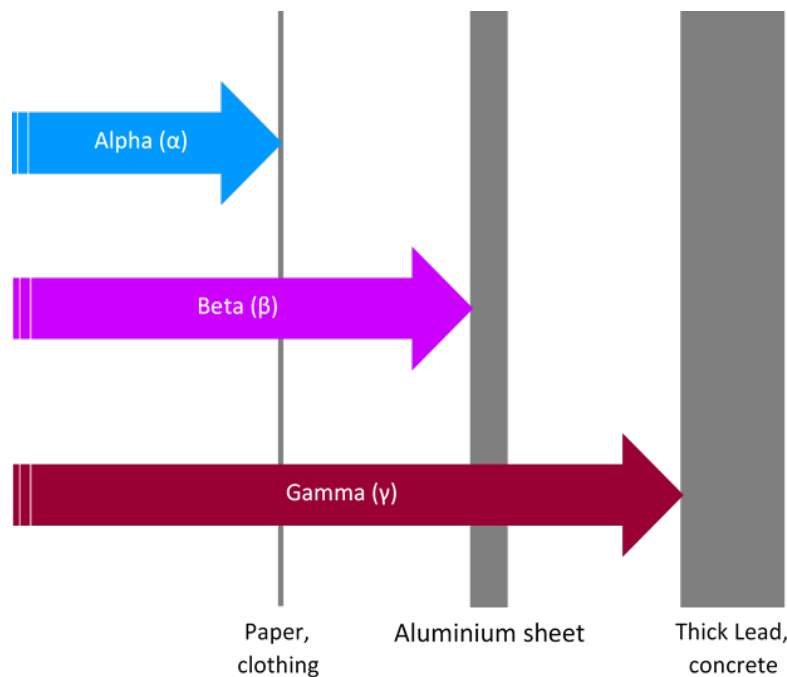 Alpha (α)
Beta (β)
Gamma (γ)
Paper,
clothing
Aluminium sheet
Thick Lead,
concrete